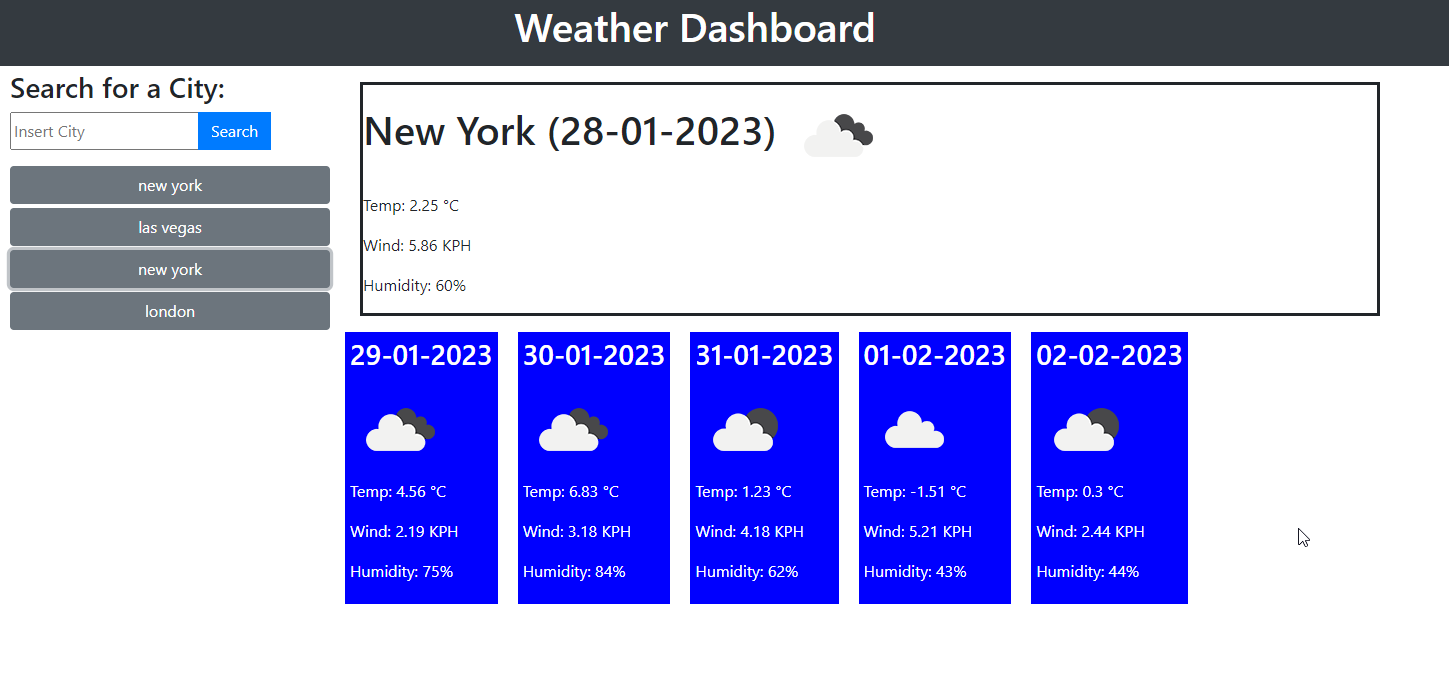 Weather Dashboard
Search for a City:
Insert City
Search
new york
las vegas
new york
london
New York (28-01-2023)
Temp: 2.25 °C
Wind: 5.86 KPH
Humidity: 60%
29-01-2023
Temp: 4.56 °C
Wind: 2.19 KPH
Humidity: 75%
30-01-2023
Temp: 6.83 °C
Wind: 3.18 KPH
Humidity: 84%
31-01-2023
Temp: 1.23 °C
Wind: 4.18 KPH
Humidity: 62%
01-02-2023
Temp: -1.51 °C
Wind: 5.21 KPH
Humidity: 43%
02-02-2023
Temp: 0.3 °C
Wind: 2.44 KPH
Humidity: 44%